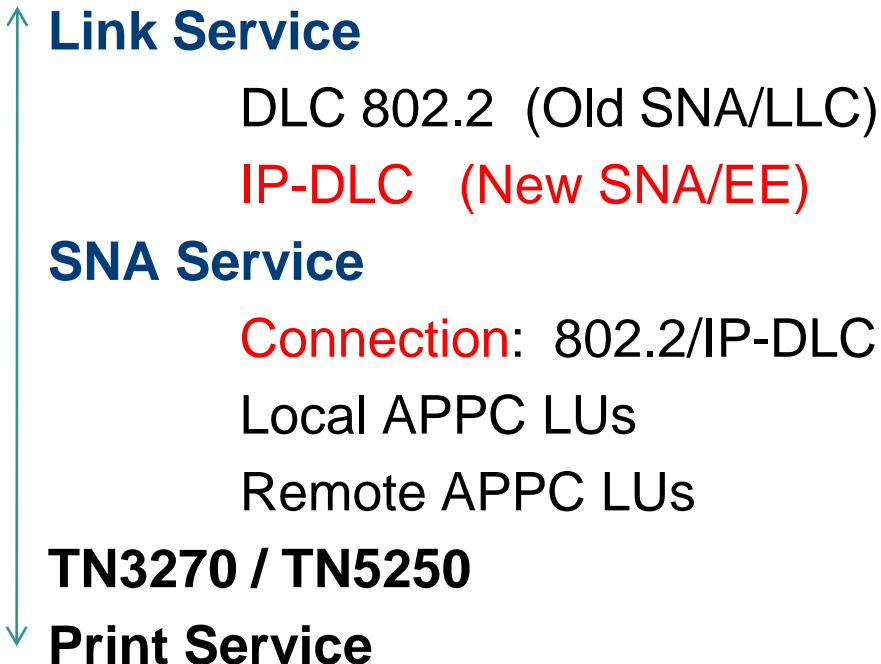 Link Service
DLC 802.2 (Old SNA/LLC)
IP-DLC (New SNA/EE)
SNA Service
Connection: 802.2/IP-DLC
Local APPC LUs
Remote APPC LUs
TN3270 / TN5250
Print Service